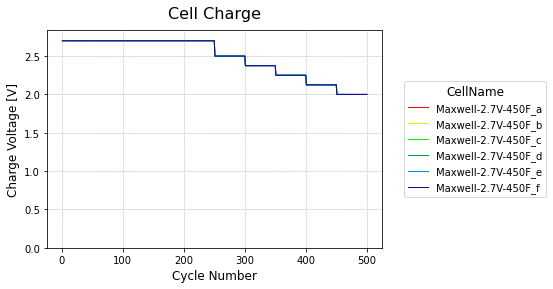 Cell Charge
Charge Voltage [V]
2.5
2.0
1.5
1.0
0.5
0.0
0 100 200 300 400 500
Cycle Number
CellName
Maxwell-2.7V-450F_a
Maxwell-2.7V-450F_b
Maxwell-2.7V-450F_c
Maxwell-2.7V-450F_d
Maxwell-2.7V-450F_e
Maxwell-2.7V-450F_f